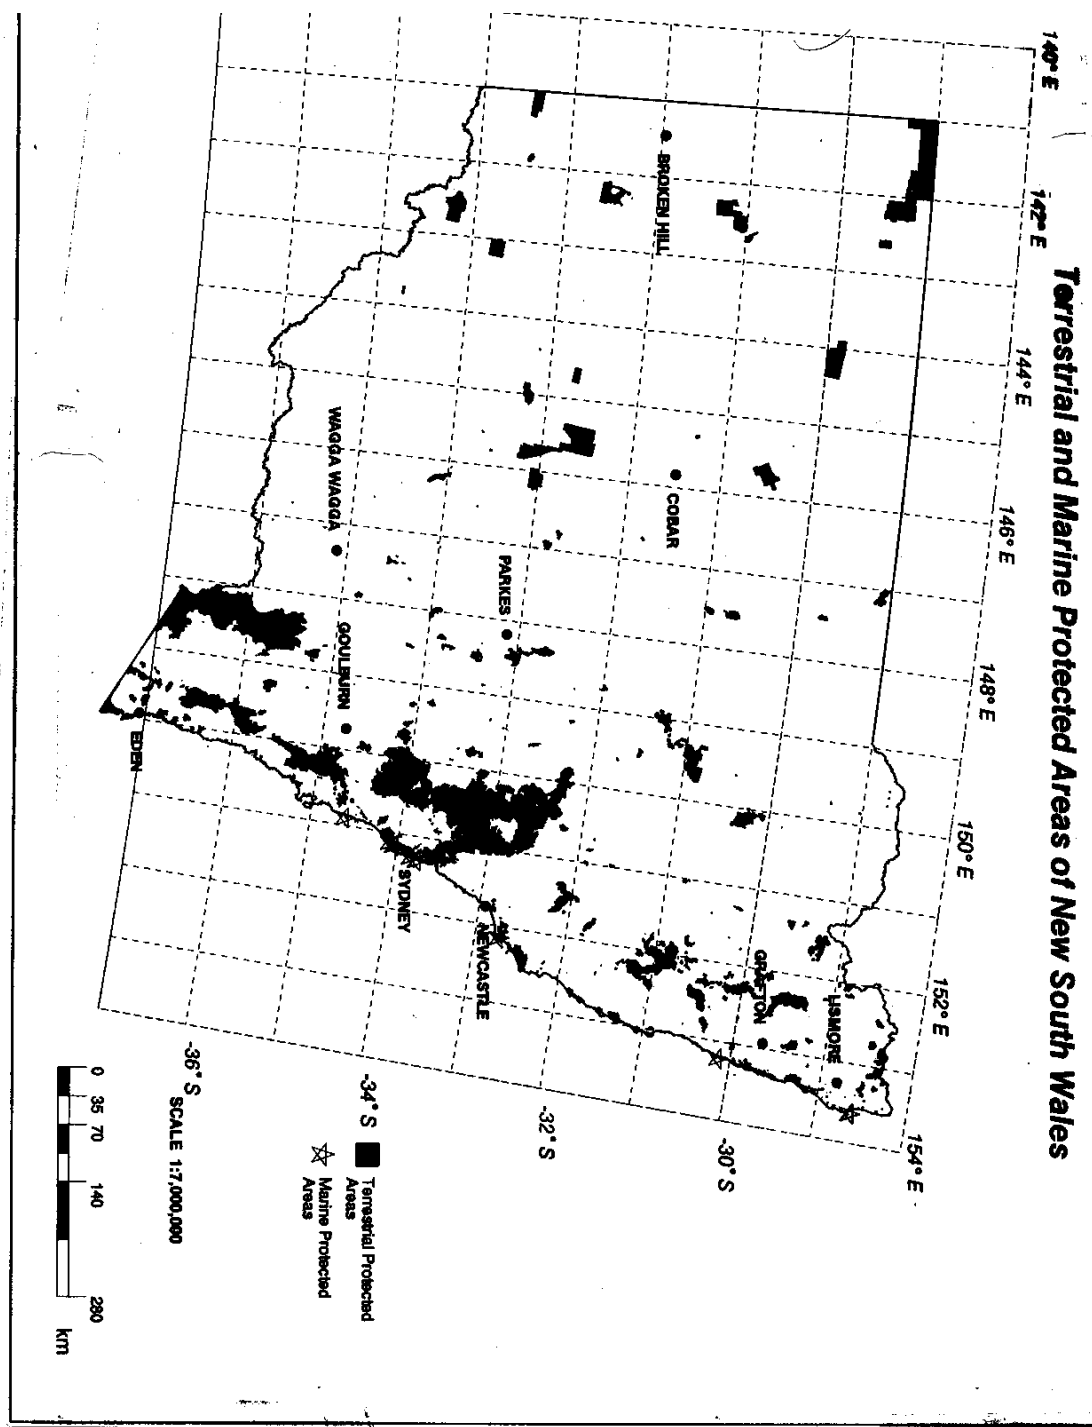 Terrestrial and Marine Protected Areas of New South Wales
140° E
142° E
144° E
146° E
148° E
150° E
152° E
154° E
BROKEN HILL
COBAR
WAGGA WAGGA
PARKES
GOULBURN
EDEN
SYDNEY
NEWCASTLE
GRAFTON
LISMORE
-30° S
-32° S
-34° S
-36° S
Terrestrial Protected
Areas
Marine Protected
Areas
SCALE 1:7,000,000
0 35 70 140 280
km